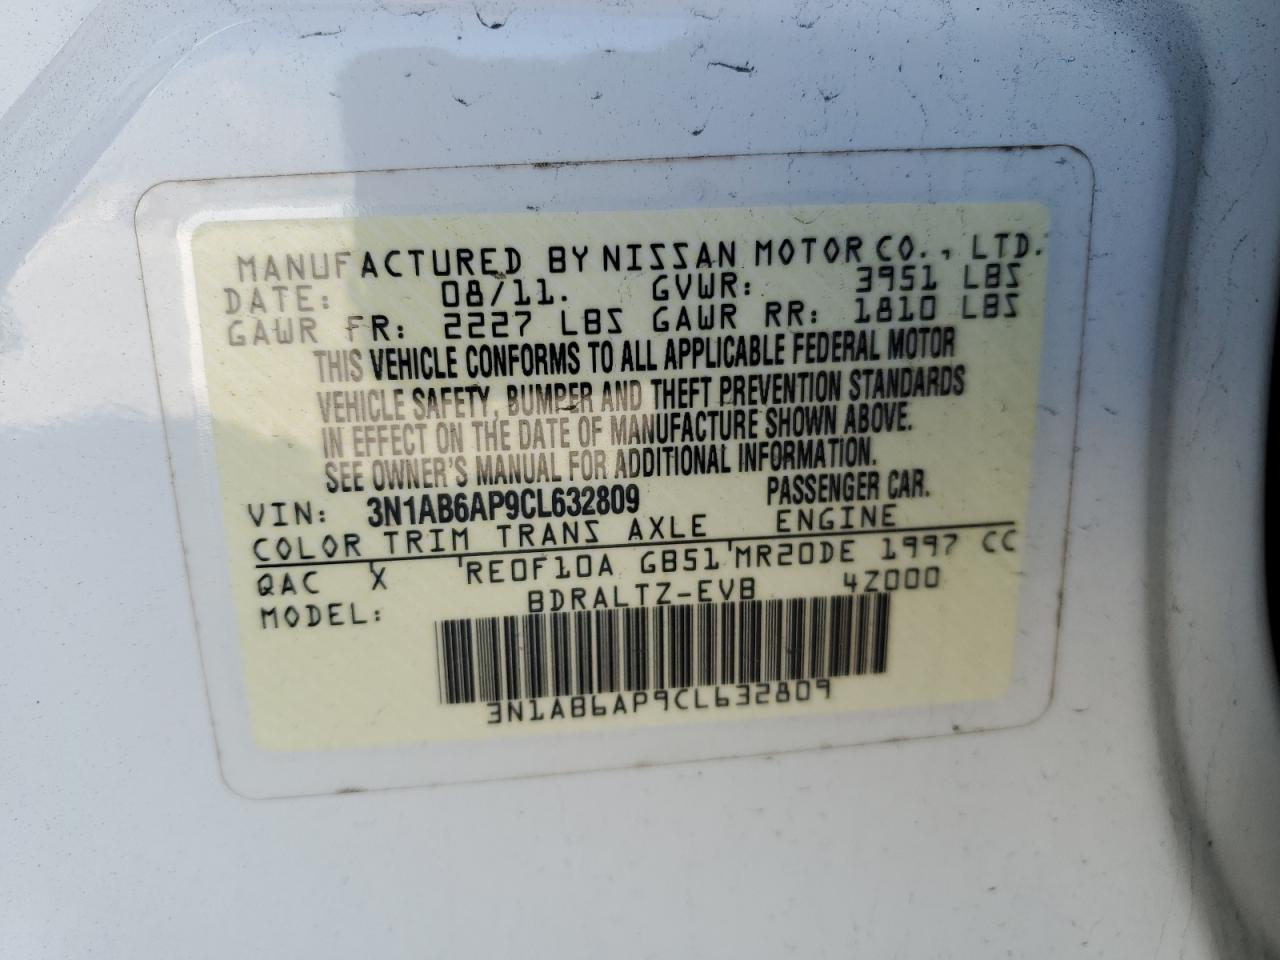 MANUFACTURED BY NISSAN MOTOR CO., LTD.
DATE: 08/11. GVWR: 3951 LBS
GAWR FR: 2227 LBS GAWR RR: 1810 LBS
THIS VEHICLE CONFORMS TO ALL APPLICABLE FEDERAL MOTOR
VEHICLE SAFETY, BUMPER AND THEFT PREVENTION STANDARDS
IN EFFECT ON THE DATE OF MANUFACTURE SHOWN ABOVE.
SEE OWNER'S MANUAL FOR ADDITIONAL INFORMATION.
VIN: 3N1AB6AP9CL632809 PASSENGER CAR.
COLOR TRIM TRANS AXLE ENGINE
QAC X 'RE0F10A GB51'MR20DE 1997 CC
MODEL: BDRALTZ-EVB 4Z000
3N1AB6AP9CL632809